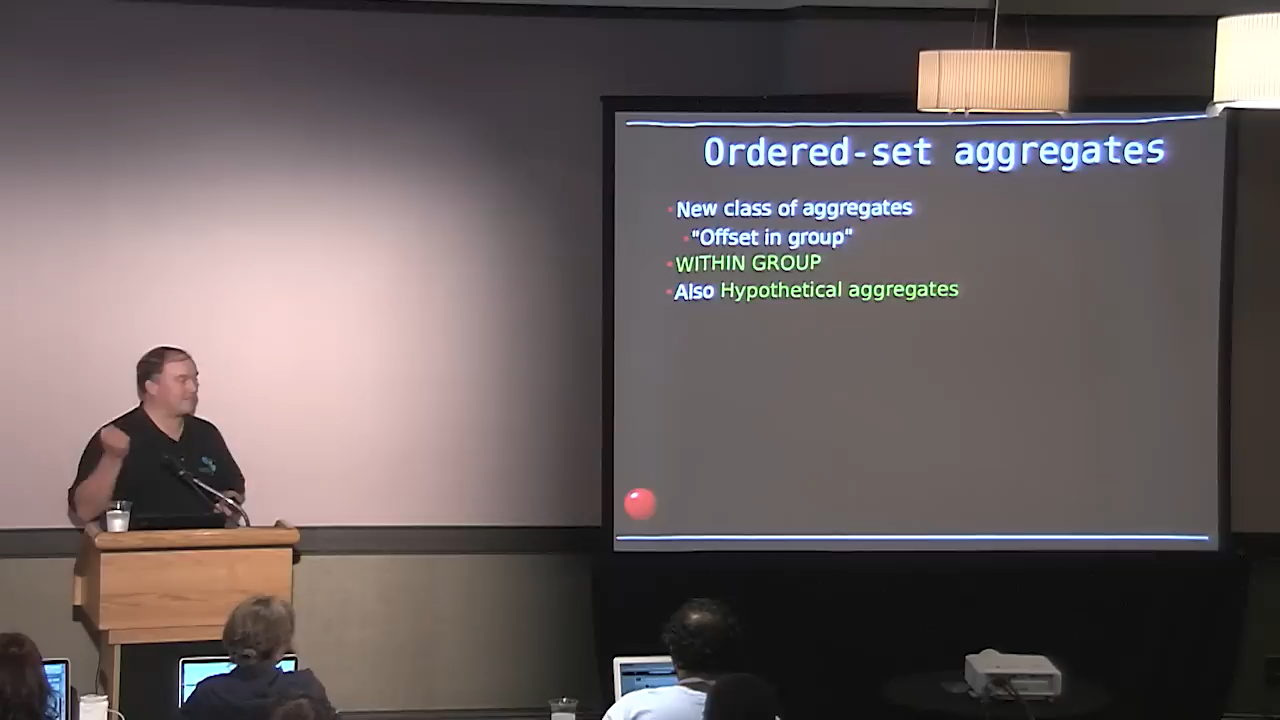 Ordered-set aggregates
New class of aggregates
"Offset in group"
WITHIN GROUP
Also Hypothetical aggregates